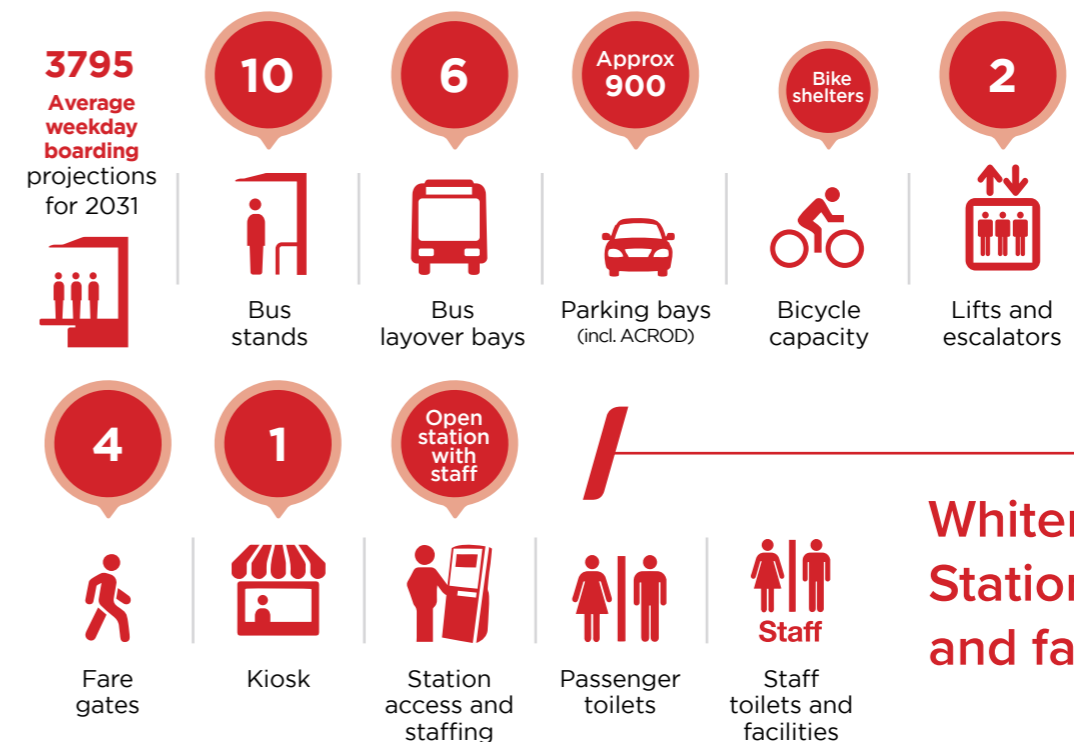 3795
Average
weekday
boarding
projections
for 2031
10
Bus
stands
6
Bus
layover bays
Approx
900
Parking bays
(incl. ACROD)
Bike
shelters
Bicycle
capacity
2
Lifts and
escalators
4
Fare
gates
1
Kiosk
Open
station
with
staff
Station
access and
staffing
Passenger
toilets
Staff
Staff
toilets and
facilities
Station
and